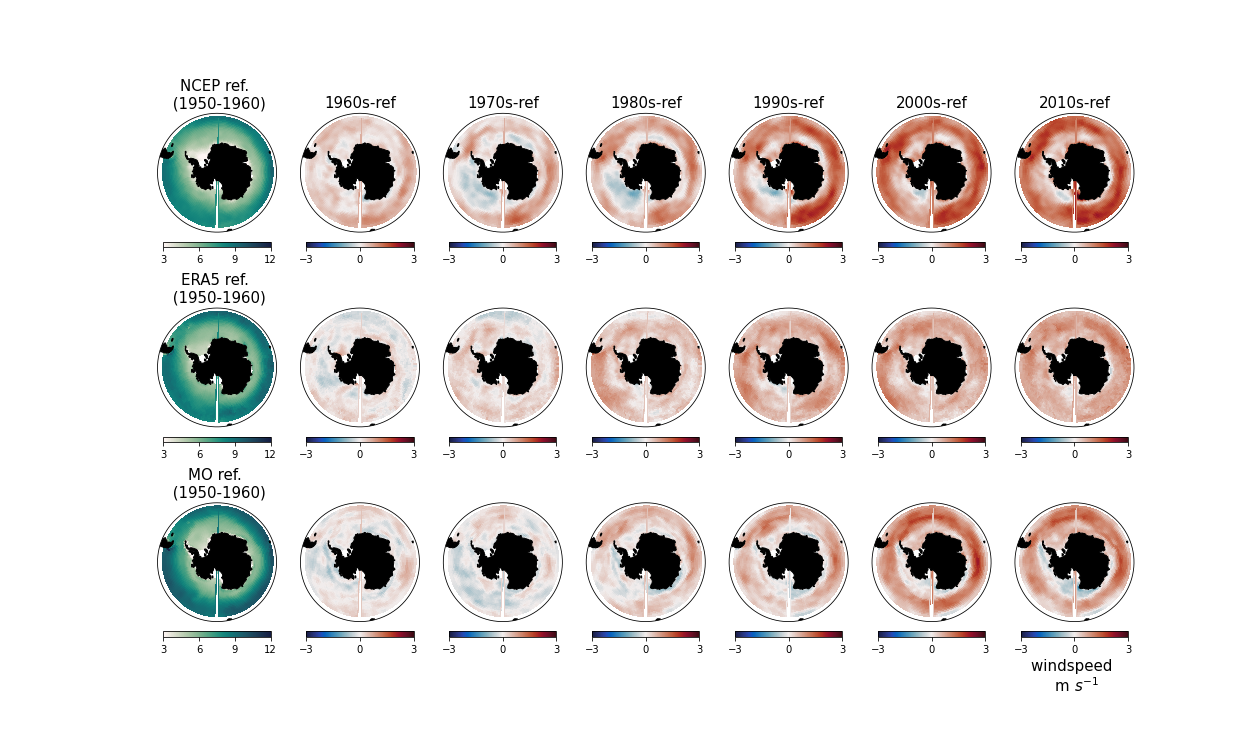 NCEP ref.
(1950-1960)
1960s-ref
1970s-ref
1980s-ref
1990s-ref
2000s-ref
2010s-ref
3 6 9 12
−3 0 3
−3 0 3
−3 0 3
−3 0 3
−3 0 3
−3 0 3
ERA5 ref.
(1950-1960)
3 6 9 12
−3 0 3
−3 0 3
−3 0 3
−3 0 3
−3 0 3
−3 0 3
MO ref.
(1950-1960)
3 6 9 12
−3 0 3
−3 0 3
−3 0 3
−3 0 3
−3 0 3
−3 0 3
windspeed
m s⁻¹